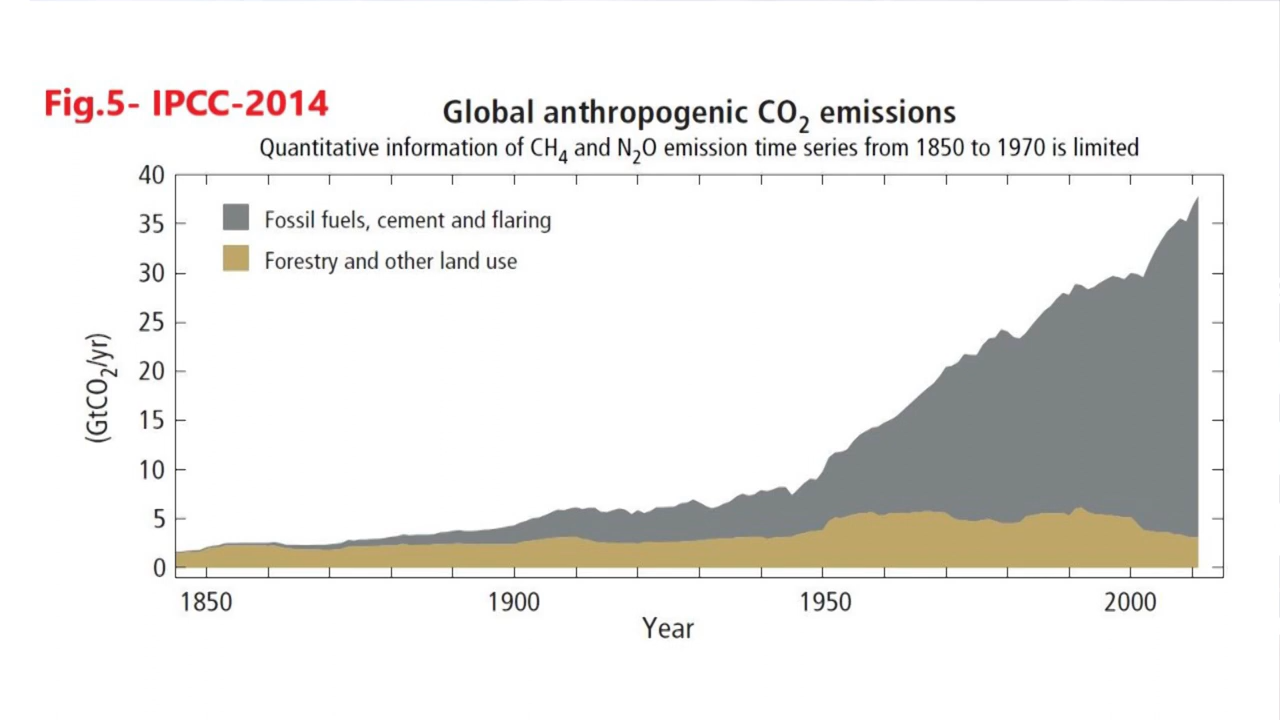 Fig.5- IPCC-2014
Global anthropogenic CO2 emissions
Quantitative information of CH4 and N2O emission time series from 1850 to 1970 is limited
40
35
30
25
20
15
10
5
0
(GtCO2/yr)
Fossil fuels, cement and flaring
Forestry and other land use
1850 1900 1950 2000
Year